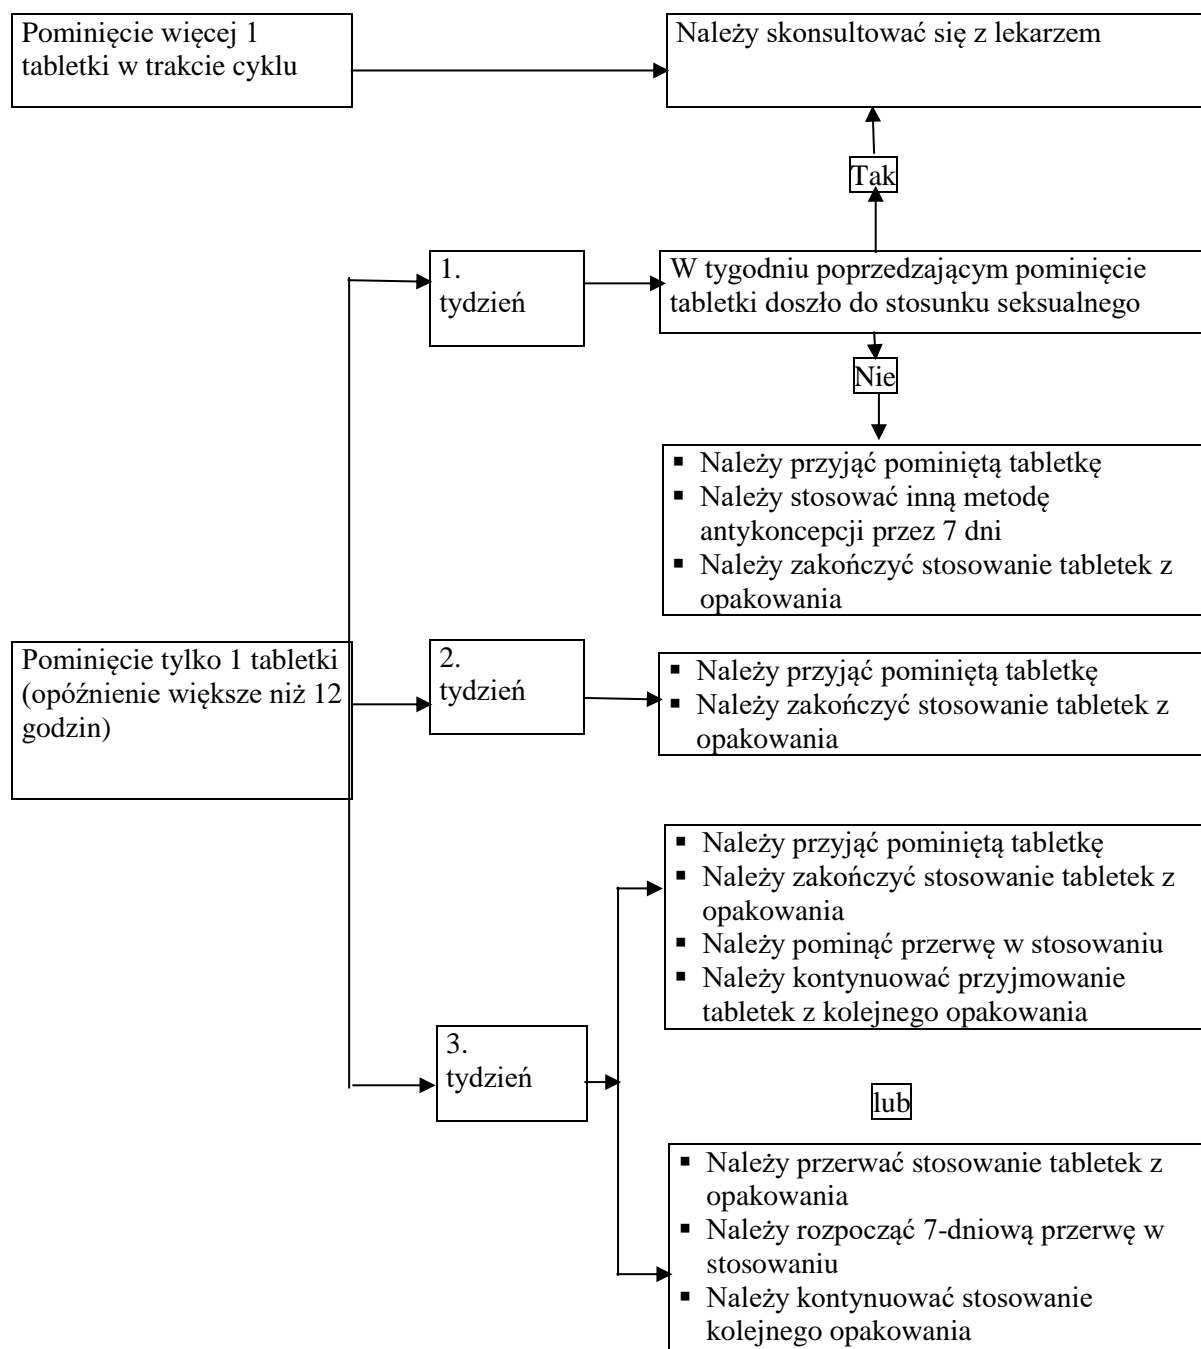 Pominięcie więcej 1
tabletki w trakcie cyklu
Należy skonsultować się z lekarzem
Tak
1.
tydzień
W tygodniu poprzedzającym pominięcie
tabletki doszło do stosunku seksualnego
Nie
▪ Należy przyjąć pominiętą tabletkę
▪ Należy stosować inną metodę
antykoncepcji przez 7 dni
▪ Należy zakończyć stosowanie tabletek z
opakowania
Pominięcie tylko 1 tabletki
(opóźnienie większe niż 12
godzin)
2.
tydzień
▪ Należy przyjąć pominiętą tabletkę
▪ Należy zakończyć stosowanie tabletek z
opakowania
▪ Należy przyjąć pominiętą tabletkę
▪ Należy zakończyć stosowanie tabletek z
opakowania
▪ Należy pominąć przerwę w stosowaniu
▪ Należy kontynuować przyjmowanie
tabletek z kolejnego opakowania
3.
tydzień
lub
▪ Należy przerwać stosowanie tabletek z
opakowania
▪ Należy rozpocząć 7-dniową przerwę w
stosowaniu
▪ Należy kontynuować stosowanie
kolejnego opakowania